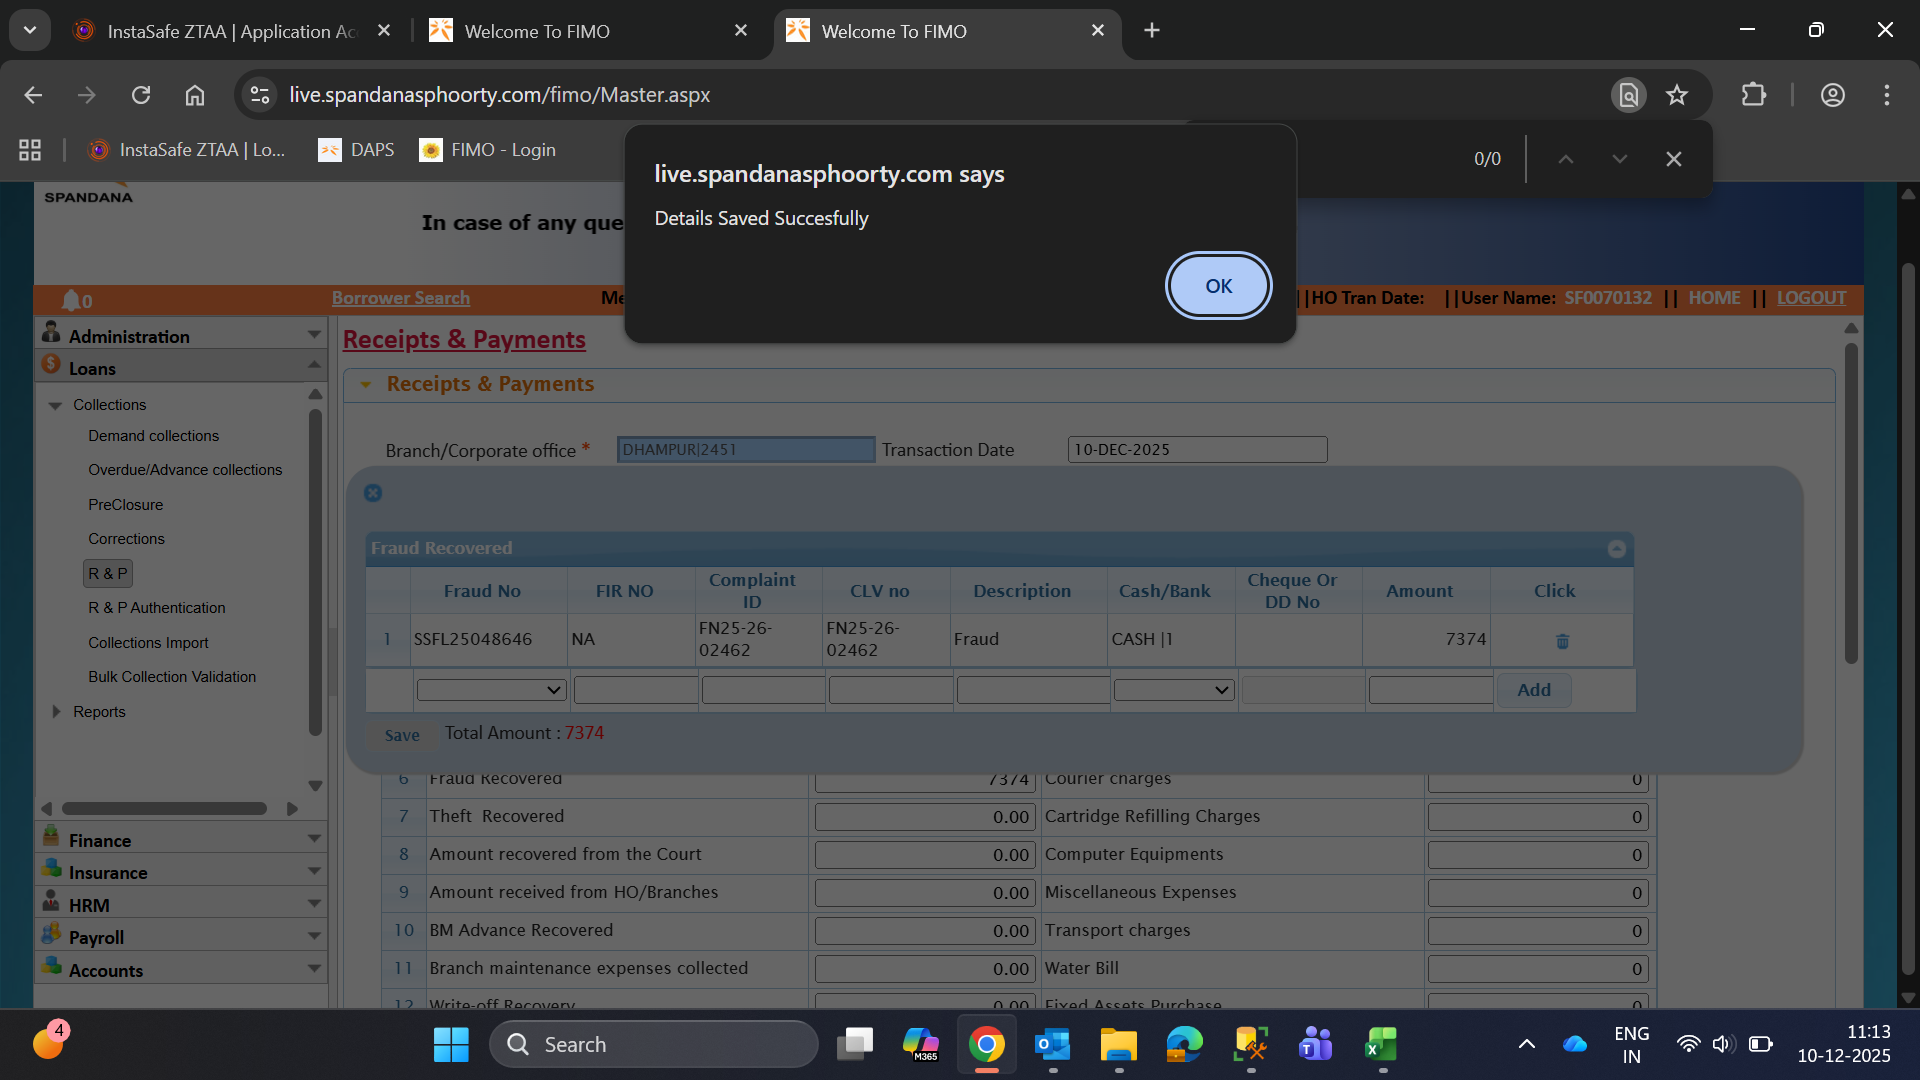 InstaSafe ZTAA | Application Acc
Welcome To FIMO
Welcome To FIMO
live.spandanasphoorty.com/fimo/Master.aspx
InstaSafe ZTAA | Lo...
DAPS
FIMO - Login
0/0
live.spandanasphoorty.com says
Details Saved Succesfully
OK
SPANDANA
In case of any que
0
Borrower Search
Me
||HO Tran Date:
||User Name: SF0070132 || HOME || LOGOUT
Administration
Loans
Collections
Demand collections
Overdue/Advance collections
PreClosure
Corrections
R & P
R & P Authentication
Collections Import
Bulk Collection Validation
Reports
Finance
Insurance
HRM
Payroll
Accounts
Receipts & Payments
Receipts & Payments
Branch/Corporate office *
DHAMPUR|2451
Transaction Date
10-DEC-2025
Fraud Recovered
Fraud No
FIR NO
Complaint ID
CLV no
Description
Cash/Bank
Cheque Or DD No
Amount
Click
1
SSFL25048646
NA
FN25-26-02462
FN25-26-02462
Fraud
CASH |1
7374
Add
Save
Total Amount : 7374
6 Fraud Recovered 7374 Courier charges 0
7 Theft Recovered 0.00 Cartridge Refilling Charges 0
8 Amount recovered from the Court 0.00 Computer Equipments 0
9 Amount received from HO/Branches 0.00 Miscellaneous Expenses 0
10 BM Advance Recovered 0.00 Transport charges 0
11 Branch maintenance expenses collected 0.00 Water Bill 0
12 Write-off Recovery 0.00 Fixed Assets Purchase 0
4
Search
M365
ENG
IN
11:13
10-12-2025